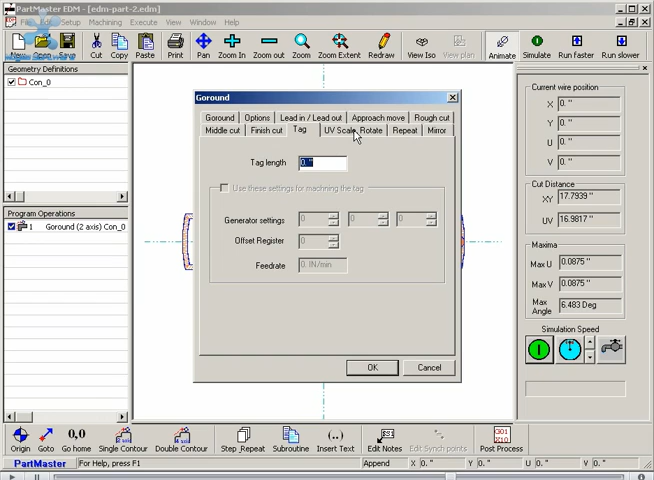 PartMaster EDM - [edm-part-2.edm]
File Edit Setup Machining Execute View Window Help
New Save Cut Copy Paste Print Pan Zoom In Zoom out Zoom Zoom Extent Redraw View Iso View plan Animate Simulate Run faster Run slower
Geometry Definitions
Con_0
Program Operations
1 Goround (2 axis) Con_0
Goround
Goround Options Lead in / Lead out Approach move Rough cut
Middle cut Finish cut Tag UV Scale, Rotate Repeat Mirror
Tag length 0. "
Use these settings for machining the tag
Generator settings 0 0 0
Offset Register 0
Feedrate 0. IN/min
OK Cancel
Current wire position
X 0. "
Y 0. "
U 0. "
V 0. "
Cut Distance
XY 17.7939 "
UV 16.9817 "
Maxima
Max U 0.0875 "
Max V 0.0875 "
Max Angle 6.483 Deg
Simulation Speed
0,0
(..)
$SI
G01
X10
Origin Goto Go home Single Contour Double Contour Step_Repeat Subroutine Insert Text Edit Notes Edit Synch points Post Process
PartMaster For Help, press F1 Append X 0. " Y 0. " U 0. " V 0. "